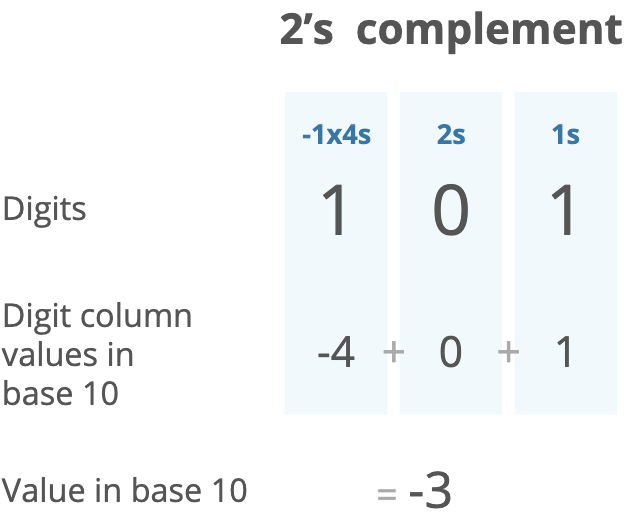 2’s complement
-1x4s 2s 1s
Digits 1 0 1
Digit column
values in
base 10
-4 + 0 + 1
Value in base 10 = -3